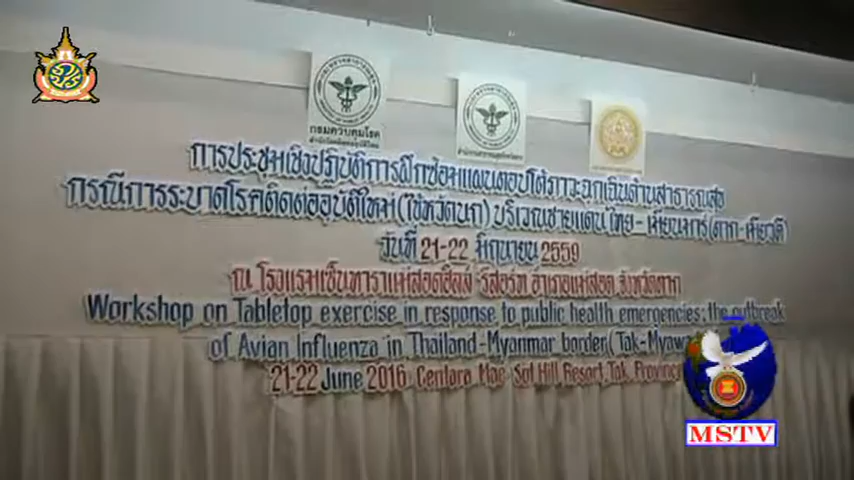 กรมควบคุมโรค
การประชุมเชิงปฏิบัติการฝึกซ้อมแผนตอบโต้ภาวะฉุกเฉินด้านสาธารณสุข
กรณีการระบาดโรคติดต่ออุบัติใหม่(ไข้หวัดนก) บริเวณชายแดนไทย-เมียนมาร์(ตาก-เมียวดี)
วันที่ 21-22 มิถุนายน 2559
ณ โรงแรมเซ็นทาราแม่สอดฮิลล์ รีสอร์ท อำเภอแม่สอด จังหวัดตาก
Workshop on Tabletop exercise in response to public health emergencies: the outbreak
of Avian Influenza in Thailand-Myanmar border(Tak-Myaw
21-22 June 2016 Centara Mae Sot Hill Resort, Tak Province
MSTV